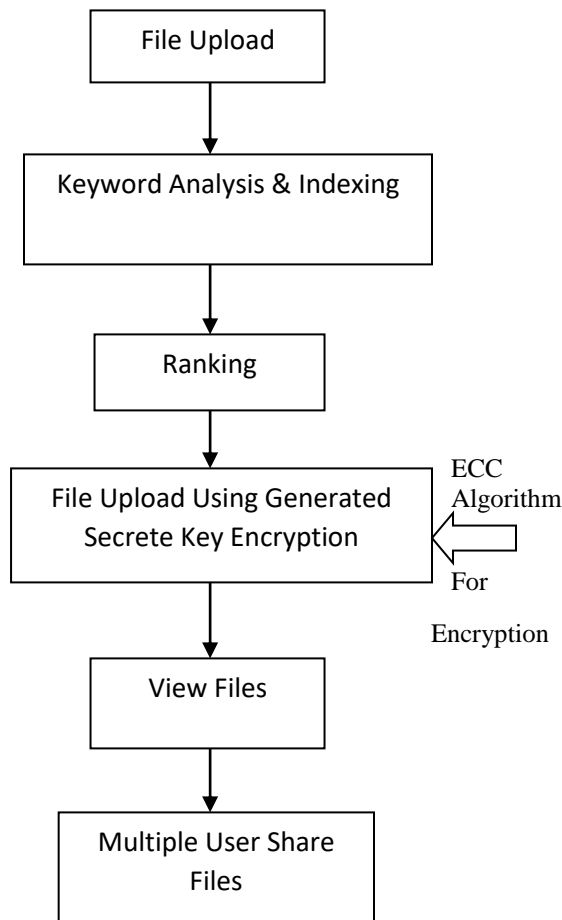 File Upload
Keyword Analysis & Indexing
Ranking
File Upload Using Generated
Secrete Key Encryption
ECC
Algorithm
For
Encryption
View Files
Multiple User Share
Files